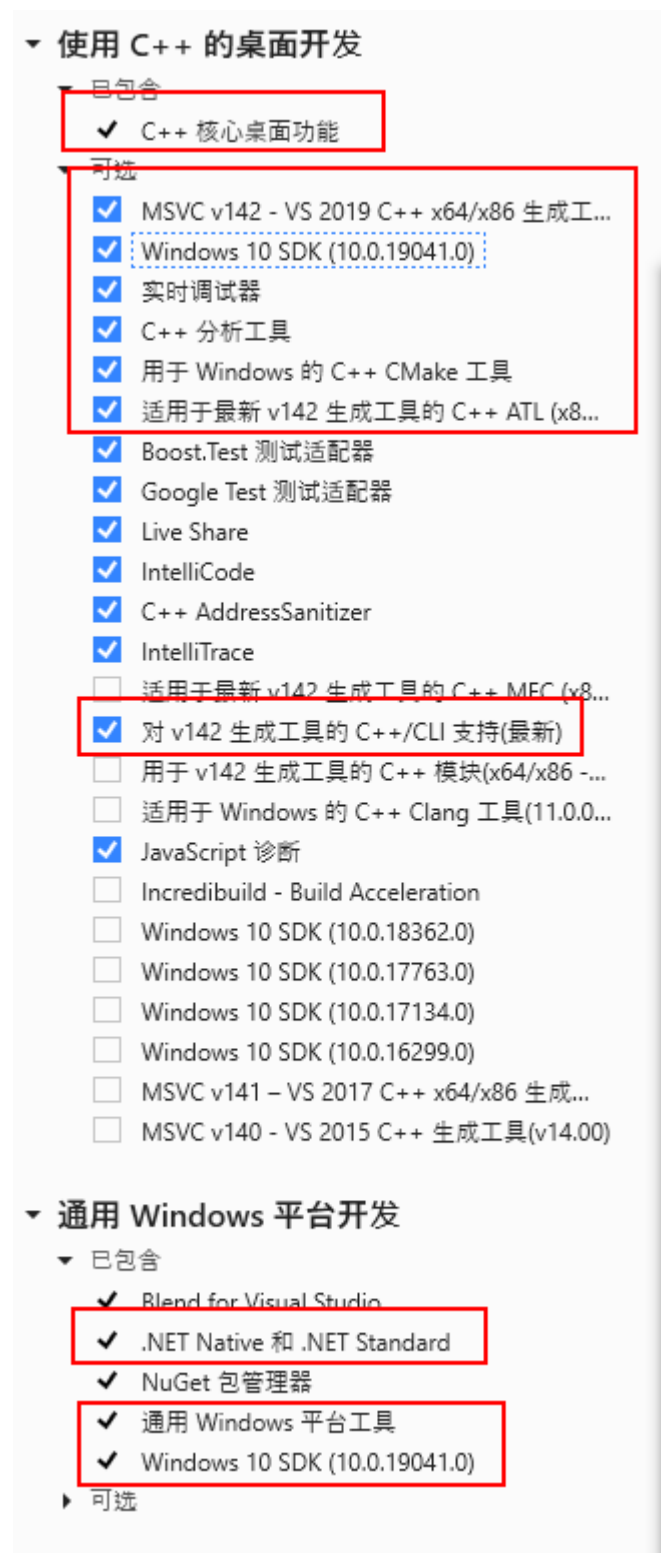 使用 C++ 的桌面开发
已包含
C++ 核心桌面功能
可选
MSVC v142 - VS 2019 C++ x64/x86 生成工...
Windows 10 SDK (10.0.19041.0)
实时调试器
C++ 分析工具
用于 Windows 的 C++ CMake 工具
适用于最新 v142 生成工具的 C++ ATL (x8...
Boost.Test 测试适配器
Google Test 测试适配器
Live Share
IntelliCode
C++ AddressSanitizer
IntelliTrace
适用于最新 v142 生成工具的 C++ MFC (x8...
对 v142 生成工具的 C++/CLI 支持(最新)
用于 v142 生成工具的 C++ 模块(x64/x86 -...
适用于 Windows 的 C++ Clang 工具(11.0.0...
JavaScript 诊断
Incredibuild - Build Acceleration
Windows 10 SDK (10.0.18362.0)
Windows 10 SDK (10.0.17763.0)
Windows 10 SDK (10.0.17134.0)
Windows 10 SDK (10.0.16299.0)
MSVC v141 – VS 2017 C++ x64/x86 生成...
MSVC v140 - VS 2015 C++ 生成工具(v14.00)
通用 Windows 平台开发
已包含
Blend for Visual Studio
.NET Native 和 .NET Standard
NuGet 包管理器
通用 Windows 平台工具
Windows 10 SDK (10.0.19041.0)
可选